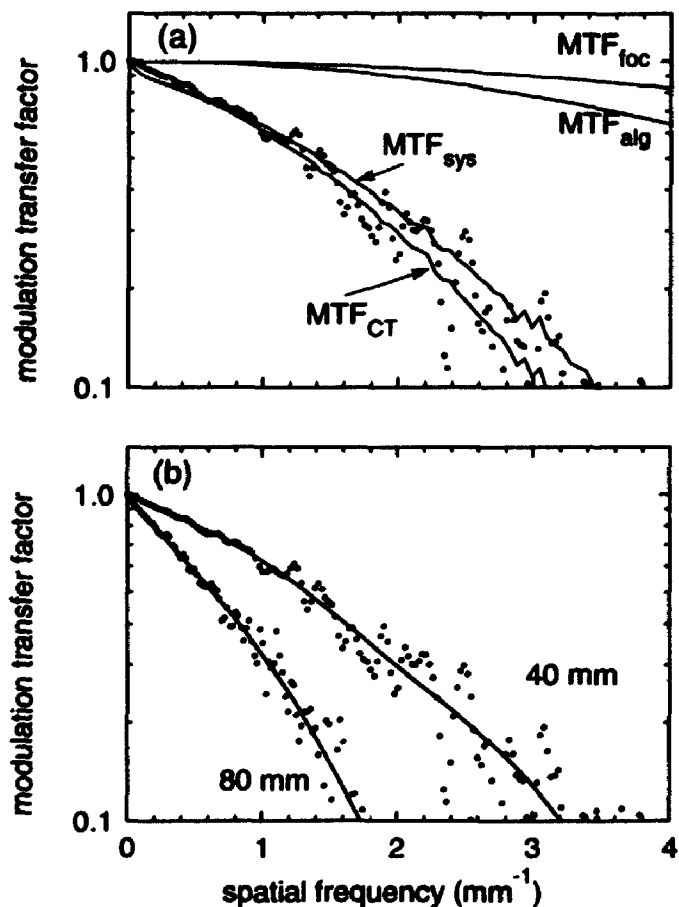 (a)
MTFfoc
1.0
MTFalg
MTFsys
modulation transfer factor
MTFCT
0.1
(b)
1.0
modulation transfer factor
40 mm
80 mm
0.1
0 1 2 3 4
spatial frequency (mm⁻¹)